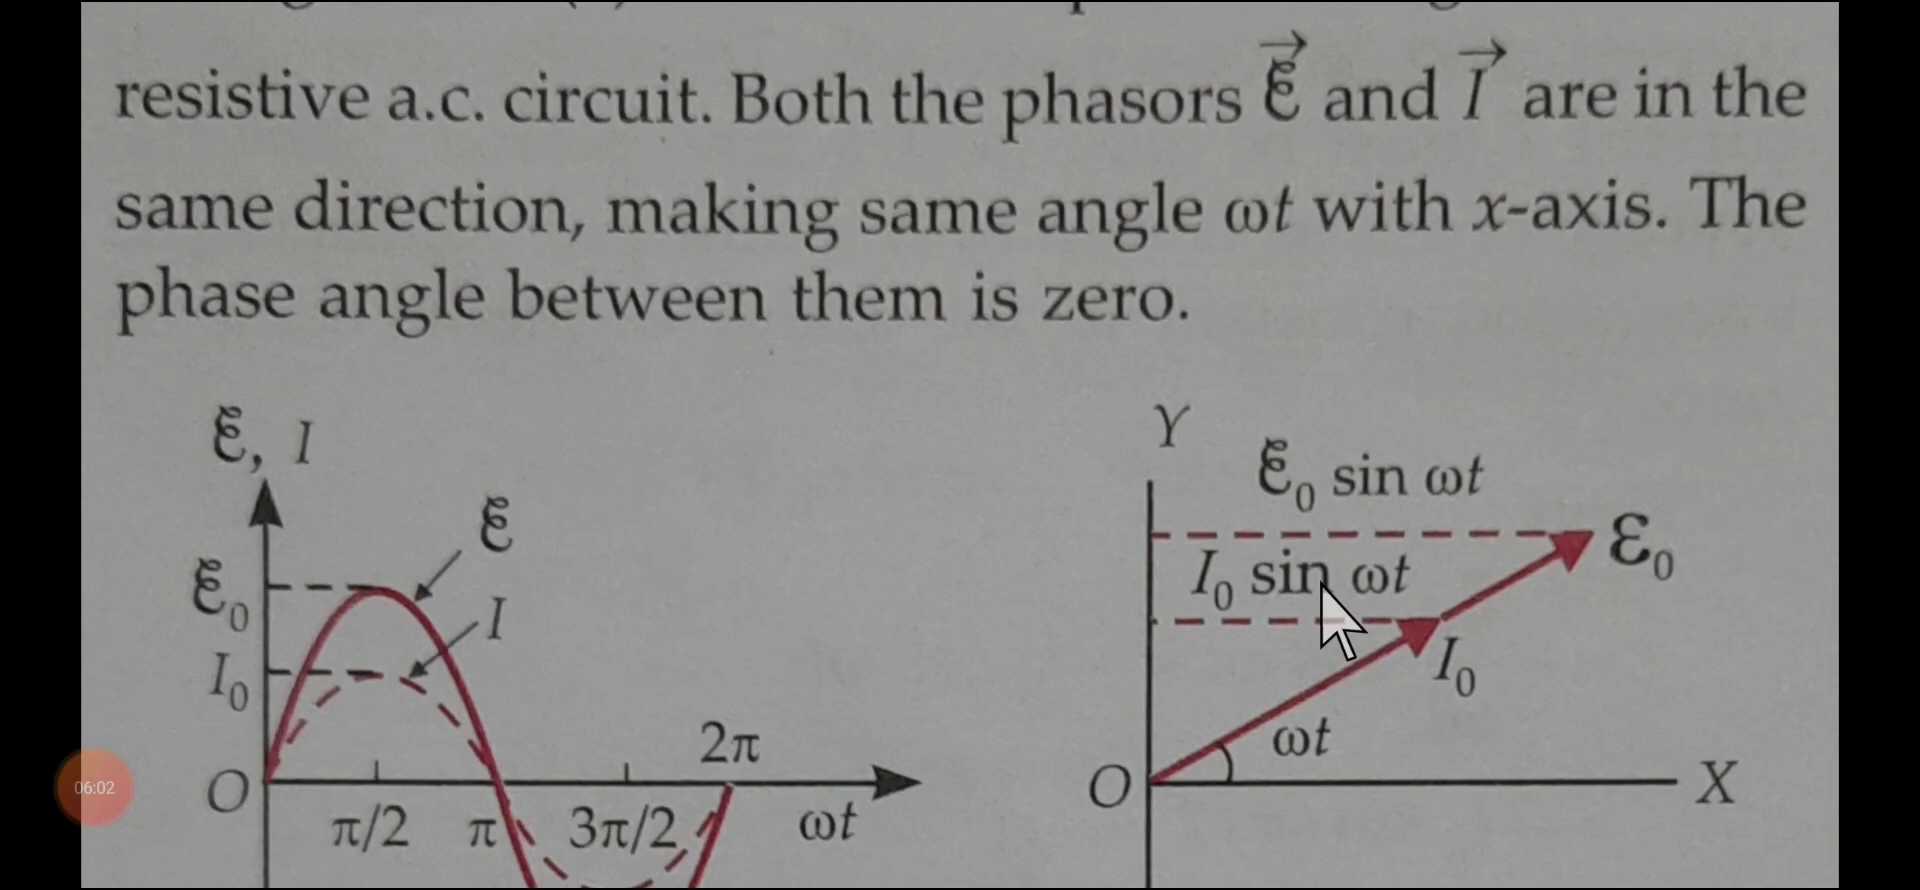 resistive a.c. circuit. Both the phasors ℰ⃗ and I⃗ are in the
same direction, making same angle ωt with x-axis. The
phase angle between them is zero.
ℰ, I
ℰ
ℰ₀
I
I₀
2π
O
π/2
π
3π/2
ωt
Y
ℰ₀ sin ωt
ℰ₀
I₀ sin ωt
I₀
ωt
O
X
06:02